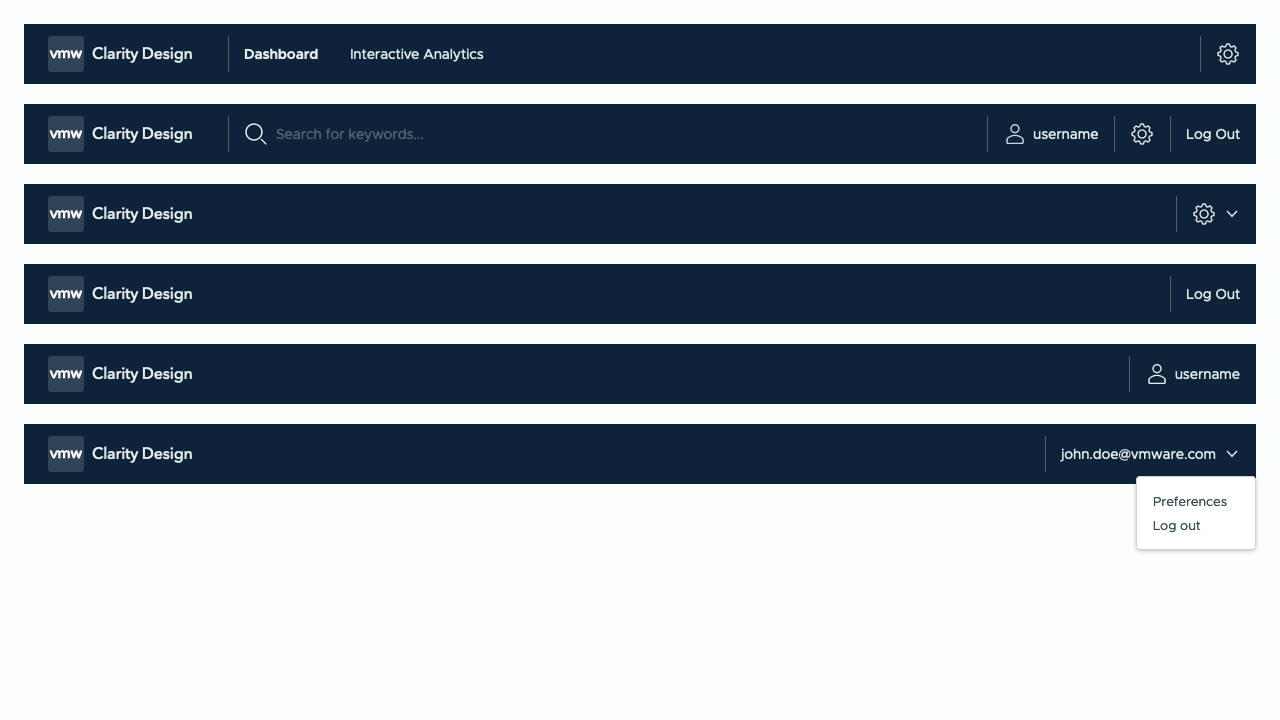 vmw Clarity Design Dashboard Interactive Analytics
vmw Clarity Design Search for keywords... username Log Out
vmw Clarity Design
vmw Clarity Design Log Out
vmw Clarity Design username
vmw Clarity Design john.doe@vmware.com
Preferences
Log out